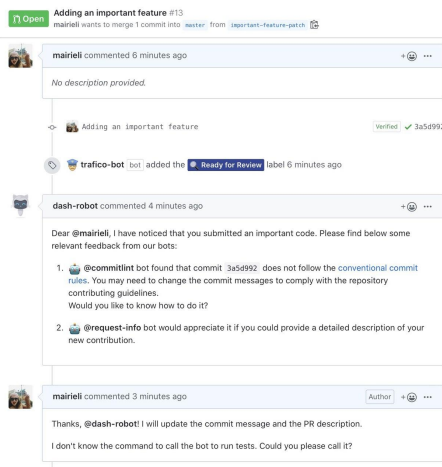 Open
Adding an important feature #13
mairieli wants to merge 1 commit into master from important-feature-patch
mairieli commented 6 minutes ago
No description provided.
Adding an important feature
Verified
3a5d992
trafico-bot bot added the Ready for Review label 6 minutes ago
dash-robot commented 4 minutes ago
Dear @mairieli, I have noticed that you submitted an important code. Please find below some
relevant feedback from our bots:
1. @commitlint bot found that commit 3a5d992 does not follow the conventional commit
rules. You may need to change the commit messages to comply with the repository
contributing guidelines.
Would you like to know how to do it?
2. @request-info bot would appreciate it if you could provide a detailed description of your
new contribution.
mairieli commented 3 minutes ago
Author
Thanks, @dash-robot! I will update the commit message and the PR description.
I don't know the command to call the bot to run tests. Could you please call it?